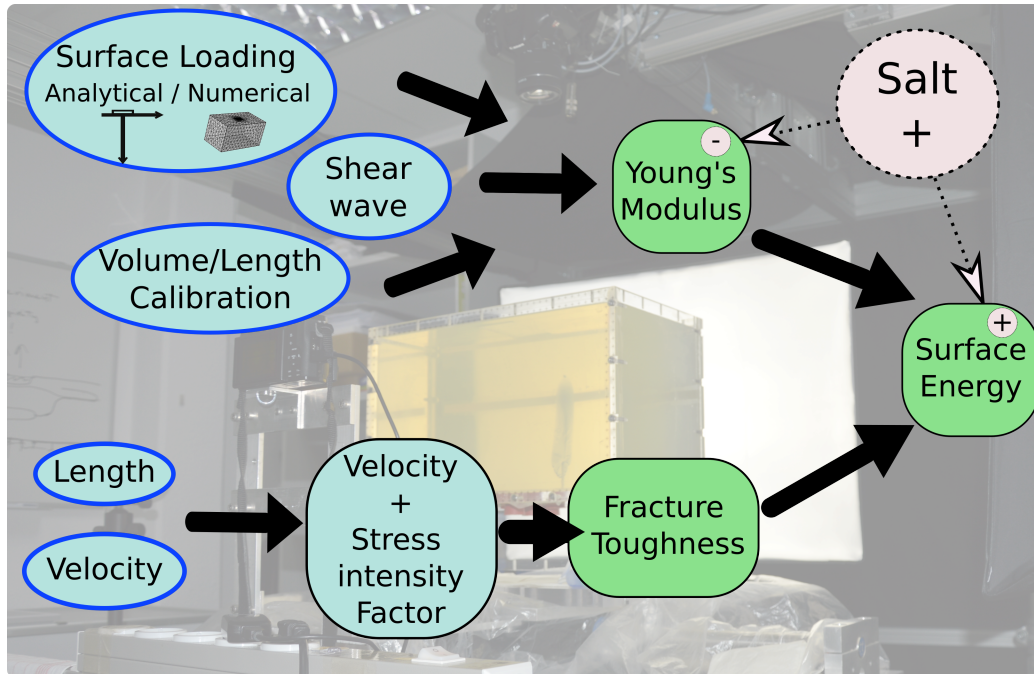 Surface Loading
Analytical / Numerical
Shear
wave
Volume/Length
Calibration
Salt
+
-
Young's
Modulus
+
Surface
Energy
Length
Velocity
Velocity
+
Stress
intensity
Factor
Fracture
Toughness